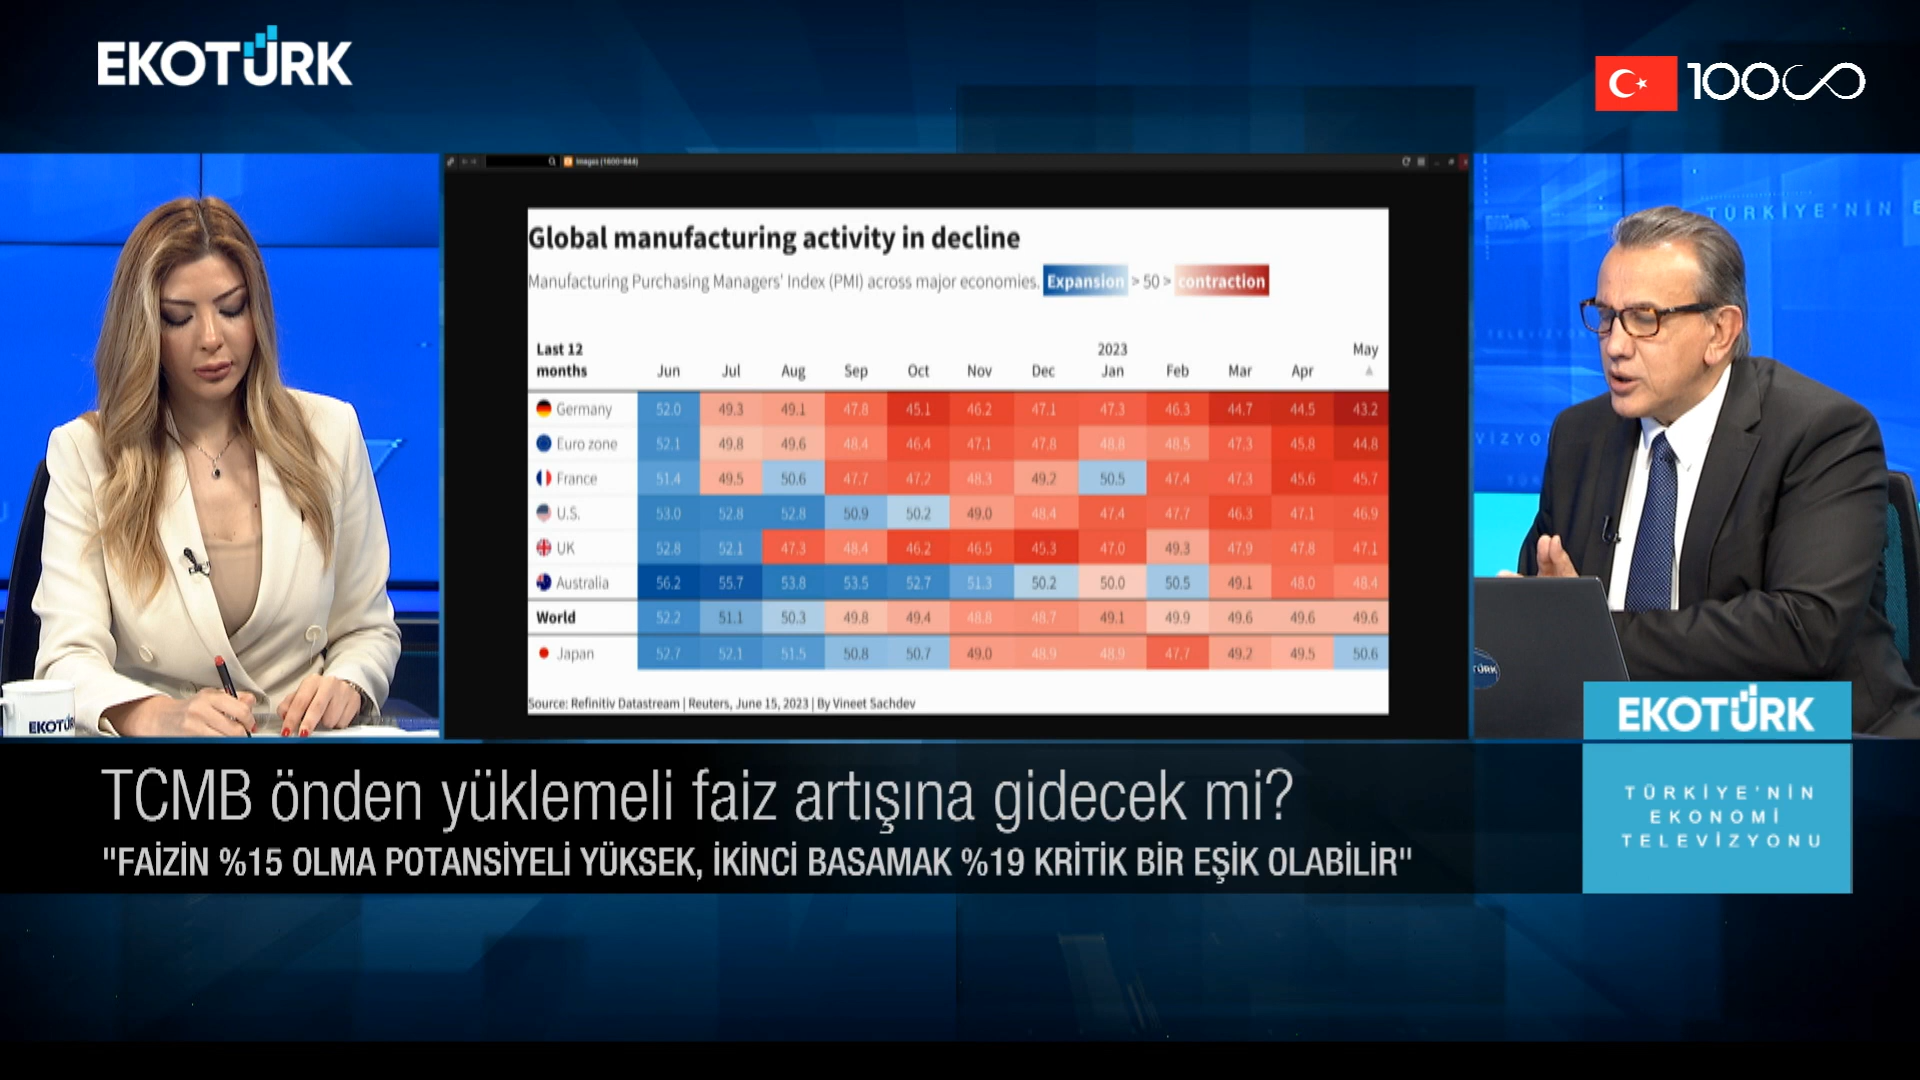 EKOTÜRK
100
Images (1600×844)
TÜRKİYE'NİN E
Global manufacturing activity in decline
Manufacturing Purchasing Managers' Index (PMI) across major economies. Expansion > 50 > contraction
Last 12 months Jun Jul Aug Sep Oct Nov Dec 2023 Jan Feb Mar Apr May
Germany 52.0 49.3 49.1 47.8 45.1 46.2 47.1 47.3 46.3 44.7 44.5 43.2
Euro zone 52.1 49.8 49.6 48.4 46.4 47.1 47.8 48.8 48.5 47.3 45.8 44.8
France 51.4 49.5 50.6 47.7 47.2 48.3 49.2 50.5 47.4 47.3 45.6 45.7
U.S. 53.0 52.8 52.8 50.9 50.2 49.0 48.4 47.4 47.7 46.3 47.1 46.9
UK 52.8 52.1 47.3 48.4 46.2 46.5 45.3 47.0 49.3 47.9 47.8 47.1
Australia 56.2 55.7 53.8 53.5 52.7 51.3 50.2 50.0 50.5 49.1 48.0 48.4
World 52.2 51.1 50.3 49.8 49.4 48.8 48.7 49.1 49.9 49.6 49.6 49.6
Japan 52.7 52.1 51.5 50.8 50.7 49.0 48.9 48.9 47.7 49.2 49.5 50.6
Source: Refinitiv Datastream | Reuters, June 15, 2023 | By Vineet Sachdev
EKOTÜRK
EKOTÜRK
TÜRKİYE'NİN
EKONOMİ
TELEVİZYONU
TCMB önden yüklemeli faiz artışına gidecek mi?
"FAİZİN %15 OLMA POTANSİYELİ YÜKSEK, İKİNCİ BASAMAK %19 KRİTİK BİR EŞİK OLABİLİR"